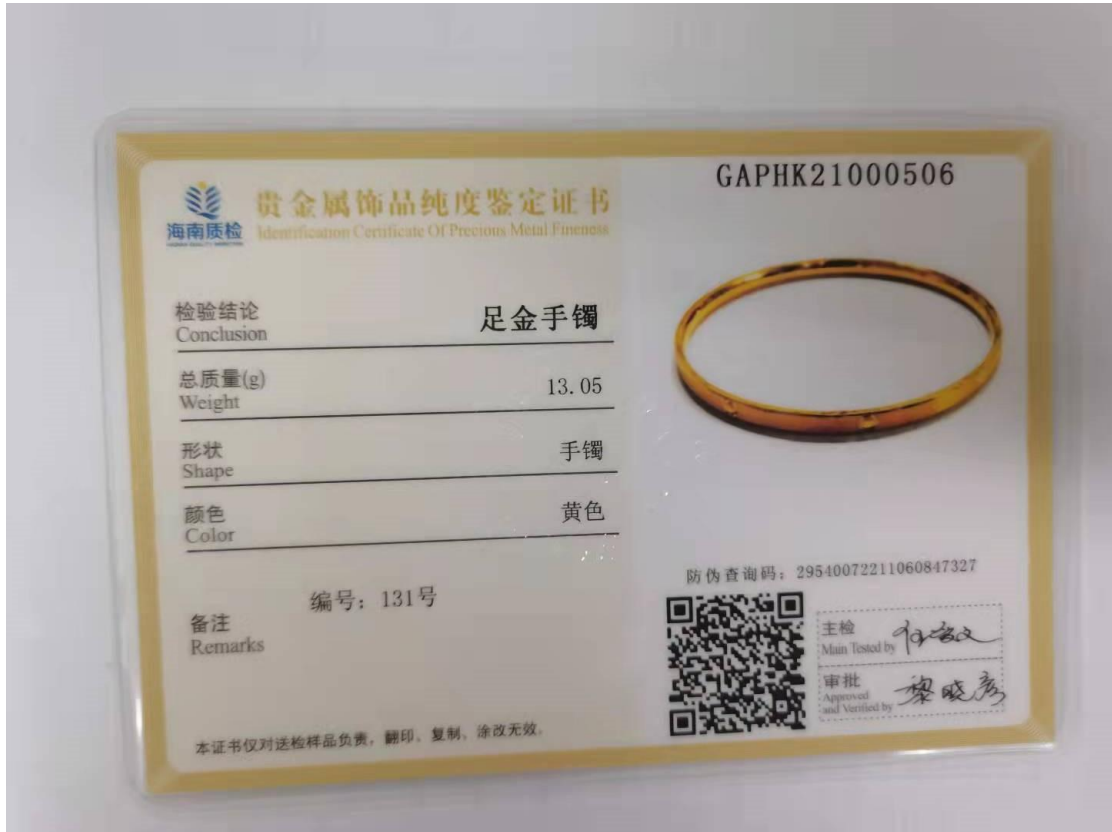 GAPHK21000506
海南质检
贵金属饰品纯度鉴定证书
Identification Certificate Of Precious Metal Fineness
检验结论
Conclusion
足金手镯
总质量(g)
Weight
13.05
形状
Shape
手镯
颜色
Color
黄色
编号：131号
备注
Remarks
本证书仅对送检样品负责，翻印、复制、涂改无效。
防伪查询码：29540072211060847327
主检
Main Tested by
审批
Approved
and Verified by
黎晓彦